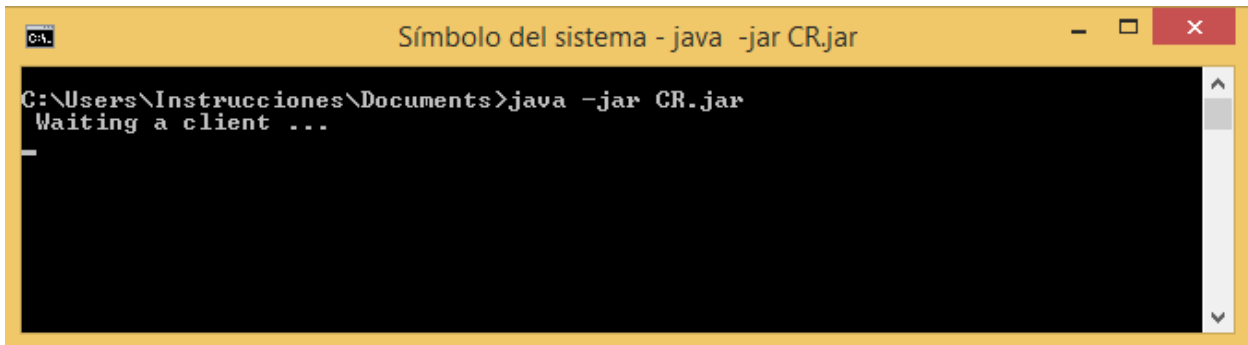 Símbolo del sistema - java -jar CR.jar
C:\Users\Instrucciones\Documents>java -jar CR.jar
Waiting a client ...